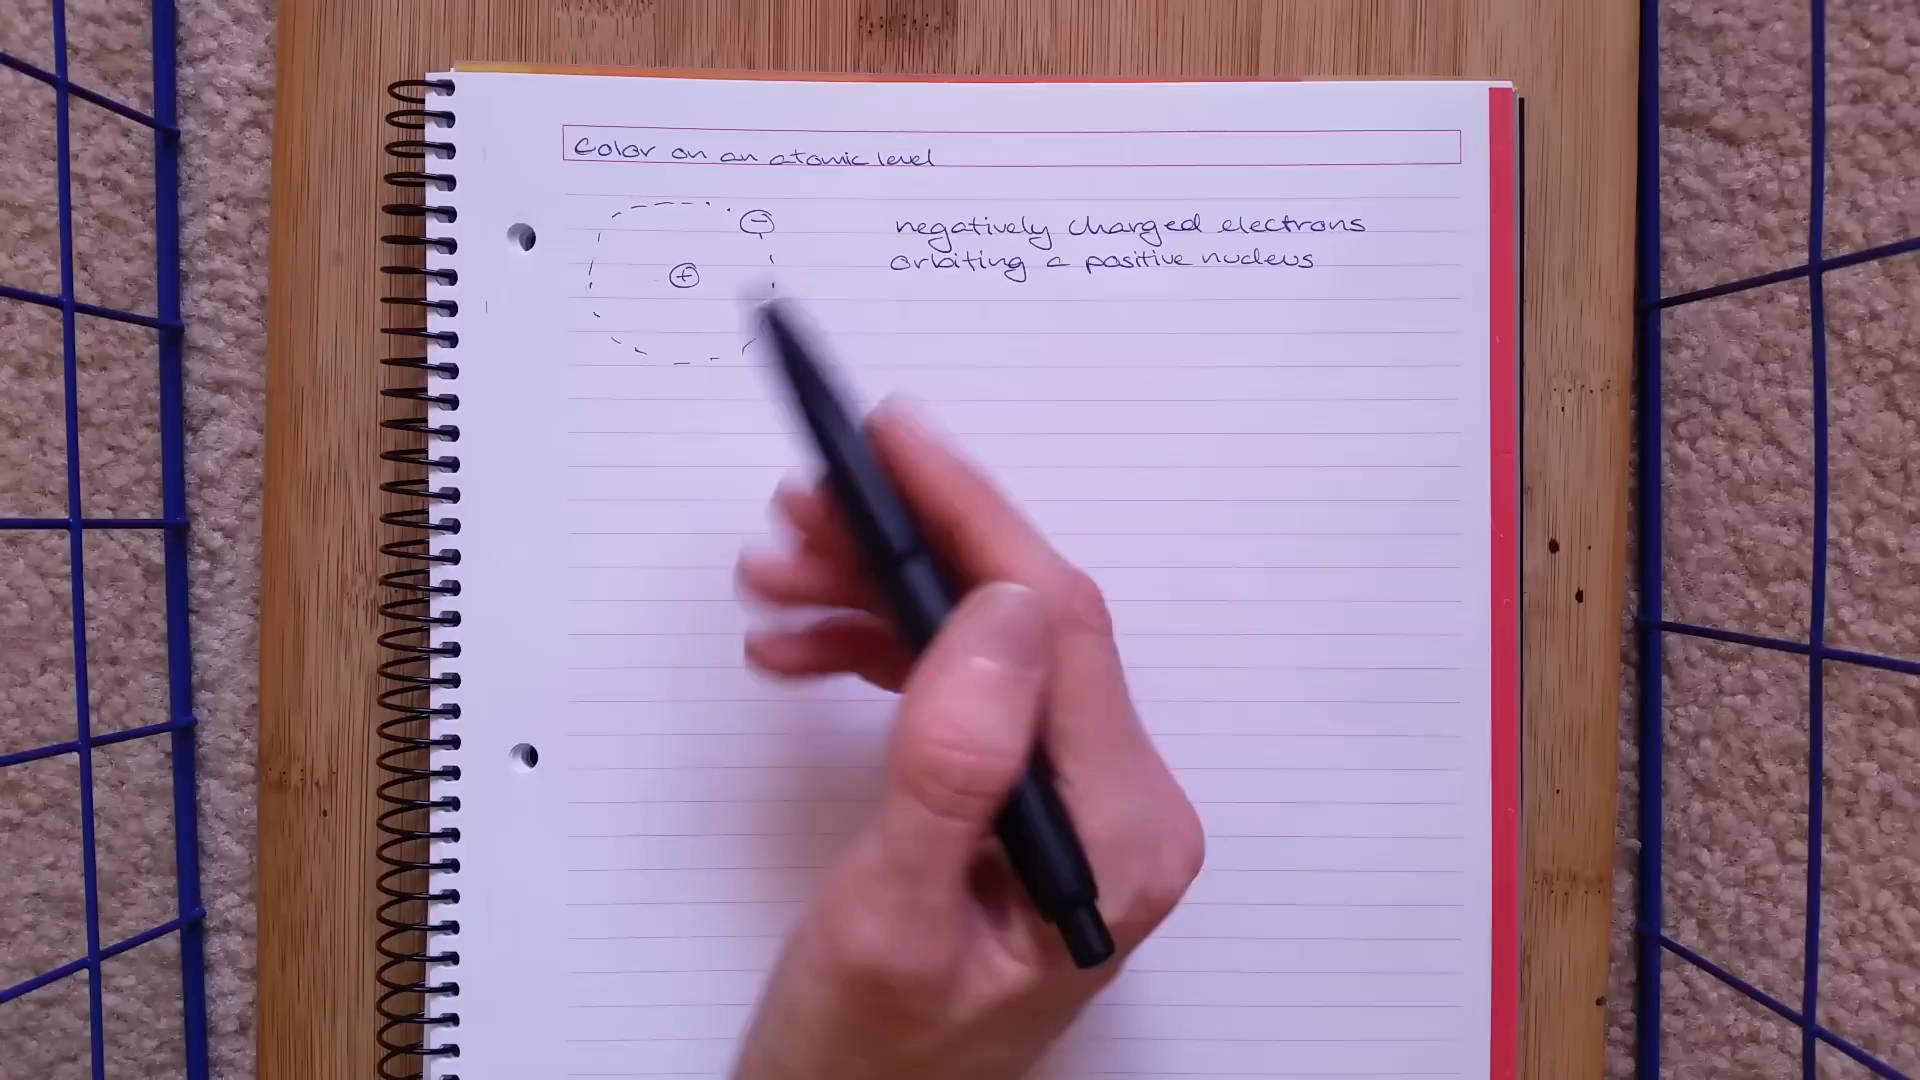 Color on an atomic level
−
+
negatively charged electrons
orbiting a positive nucleus